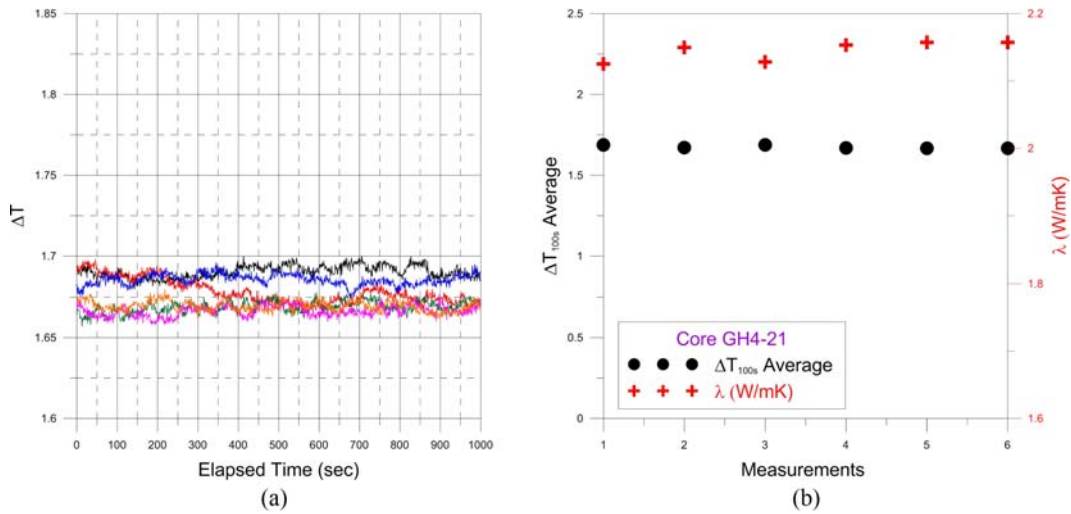 1.85
1.8
1.75
1.7
1.65
1.6
ΔT
0 100 200 300 400 500 600 700 800 900 1000
Elapsed Time (sec)
(a)
2.5
2
1.5
1
0.5
0
ΔT100s Average
2.2
2
1.8
1.6
λ (W/mK)
Core GH4-21
ΔT100s Average
λ (W/mK)
1 2 3 4 5 6
Measurements
(b)